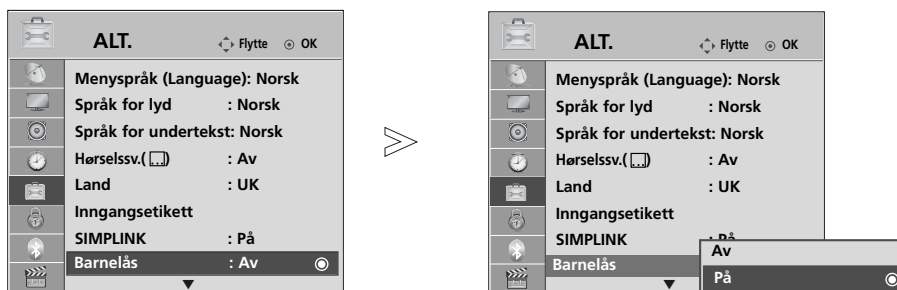 ALT. Flytte OK
Menyspråk (Language): Norsk
Språk for lyd : Norsk
Språk for undertekst: Norsk
Hørselssv.( ) : Av
Land : UK
Inngangsetikett
SIMPLINK : På
Barnelås : Av
ALT. Flytte OK
Menyspråk (Language): Norsk
Språk for lyd : Norsk
Språk for undertekst: Norsk
Hørselssv.( ) : Av
Land : UK
Inngangsetikett
SIMPLINK : På
Barnelås
Av
På